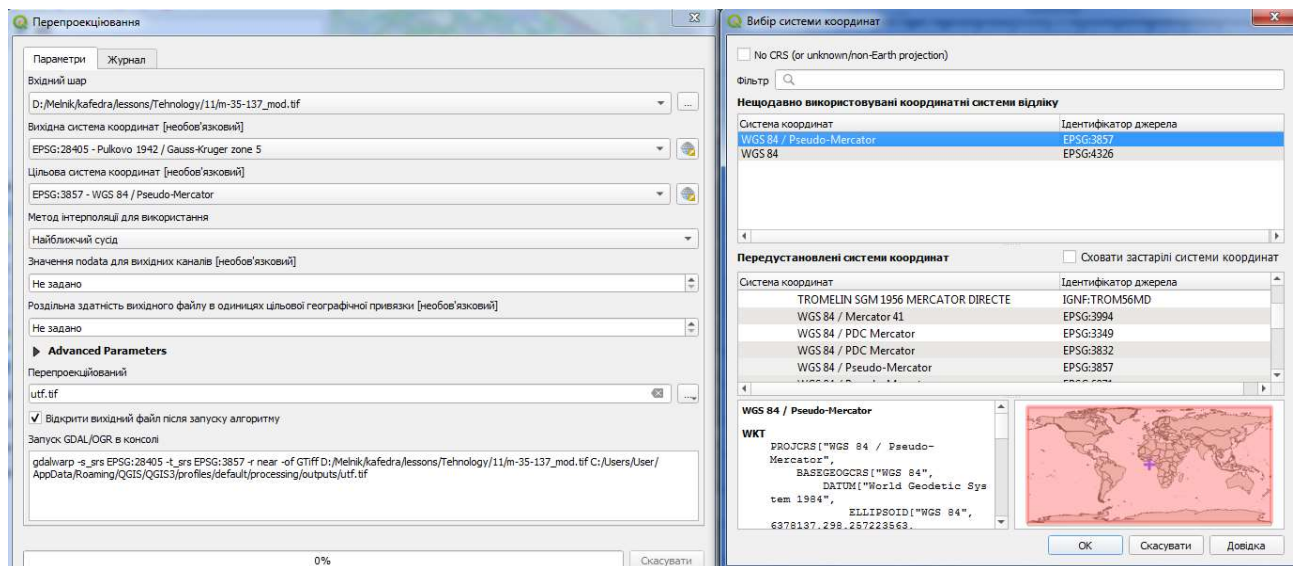 Перепроекціювання
Параметри Журнал
Вхідний шар
D:/Melnik/kafedra/lessons/Tehnology/11/m-35-137_mod.tif
...
Вихідна система координат [необов'язковий]
EPSG:28405 - Pulkovo 1942 / Gauss-Kruger zone 5
Цільова система координат [необов'язковий]
EPSG:3857 - WGS 84 / Pseudo-Mercator
Метод інтерполяції для використання
Найближчий сусід
Значення nodata для вихідних каналів [необов'язковий]
Не задано
Роздільна здатність вихідного файлу в одиницях цільової географічної привязки [необов'язковий]
Не задано
Advanced Parameters
Перепроекційований
utf.tif
...
Відкрити вихідний файл після запуску алгоритму
Запуск GDAL/OGR в консолі
gdalwarp -s_srs EPSG:28405 -t_srs EPSG:3857 -r near -of GTiff D:/Melnik/kafedra/lessons/Tehnology/11/m-35-137_mod.tif C:/Users/User/
AppData/Roaming/QGIS/QGIS3/profiles/default/processing/outputs/utf.tif
0%
Скасувати
Вибір системи координат
No CRS (or unknown/non-Earth projection)
Фільтр
Нещодавно використовувані координатні системи відліку
Система координат Ідентифікатор джерела
WGS 84 / Pseudo-Mercator EPSG:3857
WGS 84 EPSG:4326
Передустановлені системи координат Сховати застарілі системи координат
Система координат Ідентифікатор джерела
TROMELIN SGM 1956 MERCATOR DIRECTE IGNF:TROM56MD
WGS 84 / Mercator 41 EPSG:3994
WGS 84 / PDC Mercator EPSG:3349
WGS 84 / PDC Mercator EPSG:3832
WGS 84 / Pseudo-Mercator EPSG:3857
WGS 84 / Pseudo-Mercator
WKT
PROJCRS["WGS 84 / Pseudo-
Mercator",
BASEGEOGCRS["WGS 84",
DATUM["World Geodetic Sys
tem 1984",
ELLIPSOID["WGS 84",
6378137,298.257223563,
OK Скасувати Довідка